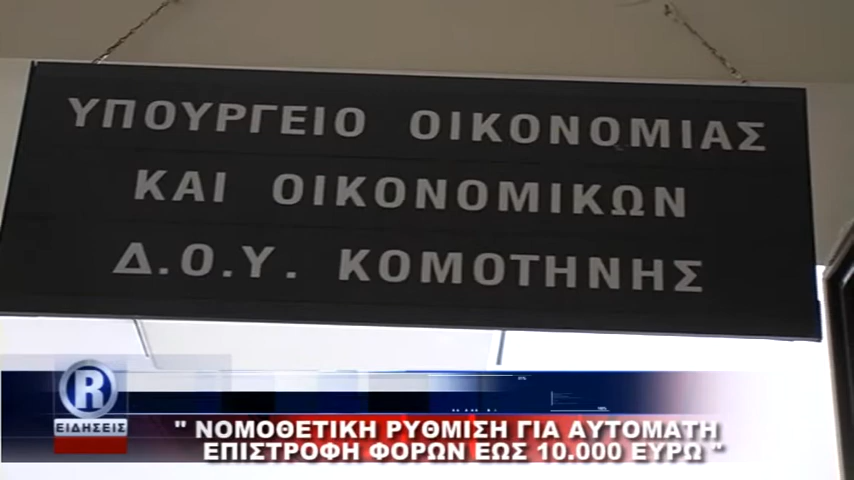 ΥΠΟΥΡΓΕΙΟ ΟΙΚΟΝΟΜΙΑΣ
ΚΑΙ ΟΙΚΟΝΟΜΙΚΩΝ
Δ.Ο.Υ. ΚΟΜΟΤΗΝΗΣ
R
ΕΙΔΗΣΕΙΣ
" ΝΟΜΟΘΕΤΙΚΗ ΡΥΘΜΙΣΗ ΓΙΑ ΑΥΤΟΜΑΤΗ
ΕΠΙΣΤΡΟΦΗ ΦΟΡΩΝ ΕΩΣ 10.000 ΕΥΡΩ "